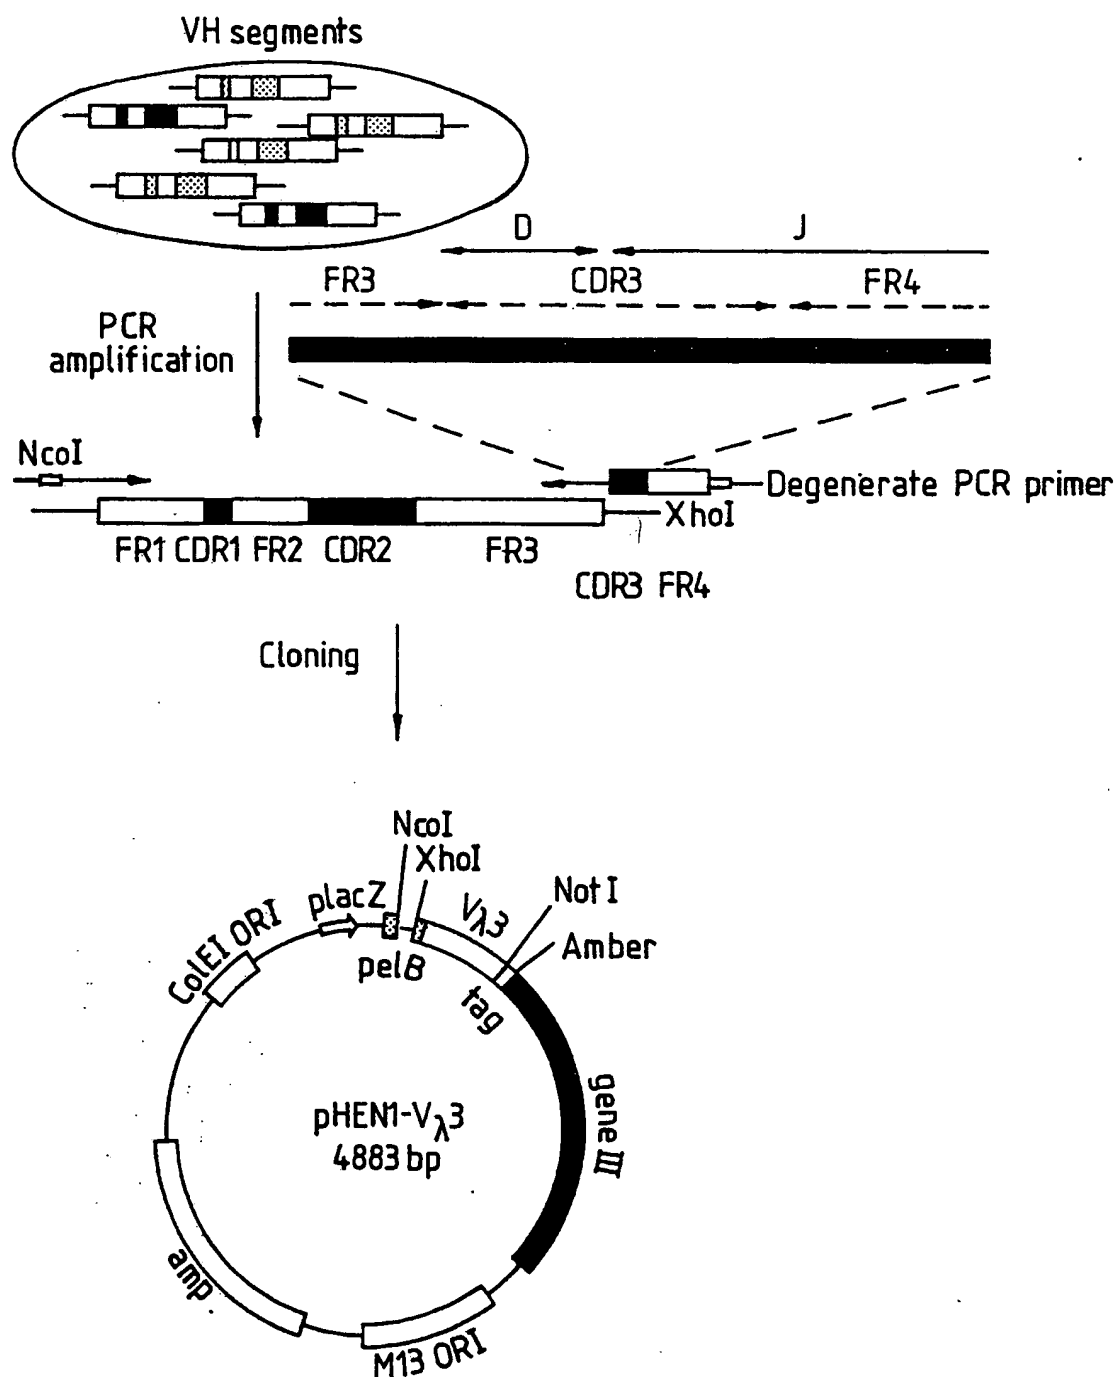 VH segments
D
J
FR3
CDR3
FR4
PCR
amplification
NcoI
Degenerate PCR primer
XhoI
FR1 CDR1 FR2 CDR2 FR3
CDR3 FR4
Cloning
NcoI
XhoI
placZ
Vλ3
Not I
Amber
ColEI ORI
pelB
tag
gene III
pHEN1-Vλ3
4883 bp
amp
M13 ORI